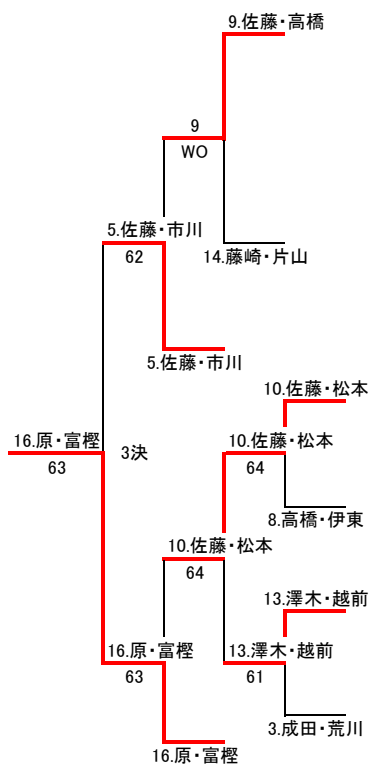 9.佐藤・高橋
9
WO
5.佐藤・市川
62
14.藤崎・片山
5.佐藤・市川
10.佐藤・松本
16.原・富樫
3決
10.佐藤・松本
63
64
8.高橋・伊東
10.佐藤・松本
64
13.澤木・越前
16.原・富樫
13.澤木・越前
63
61
3.成田・荒川
16.原・富樫